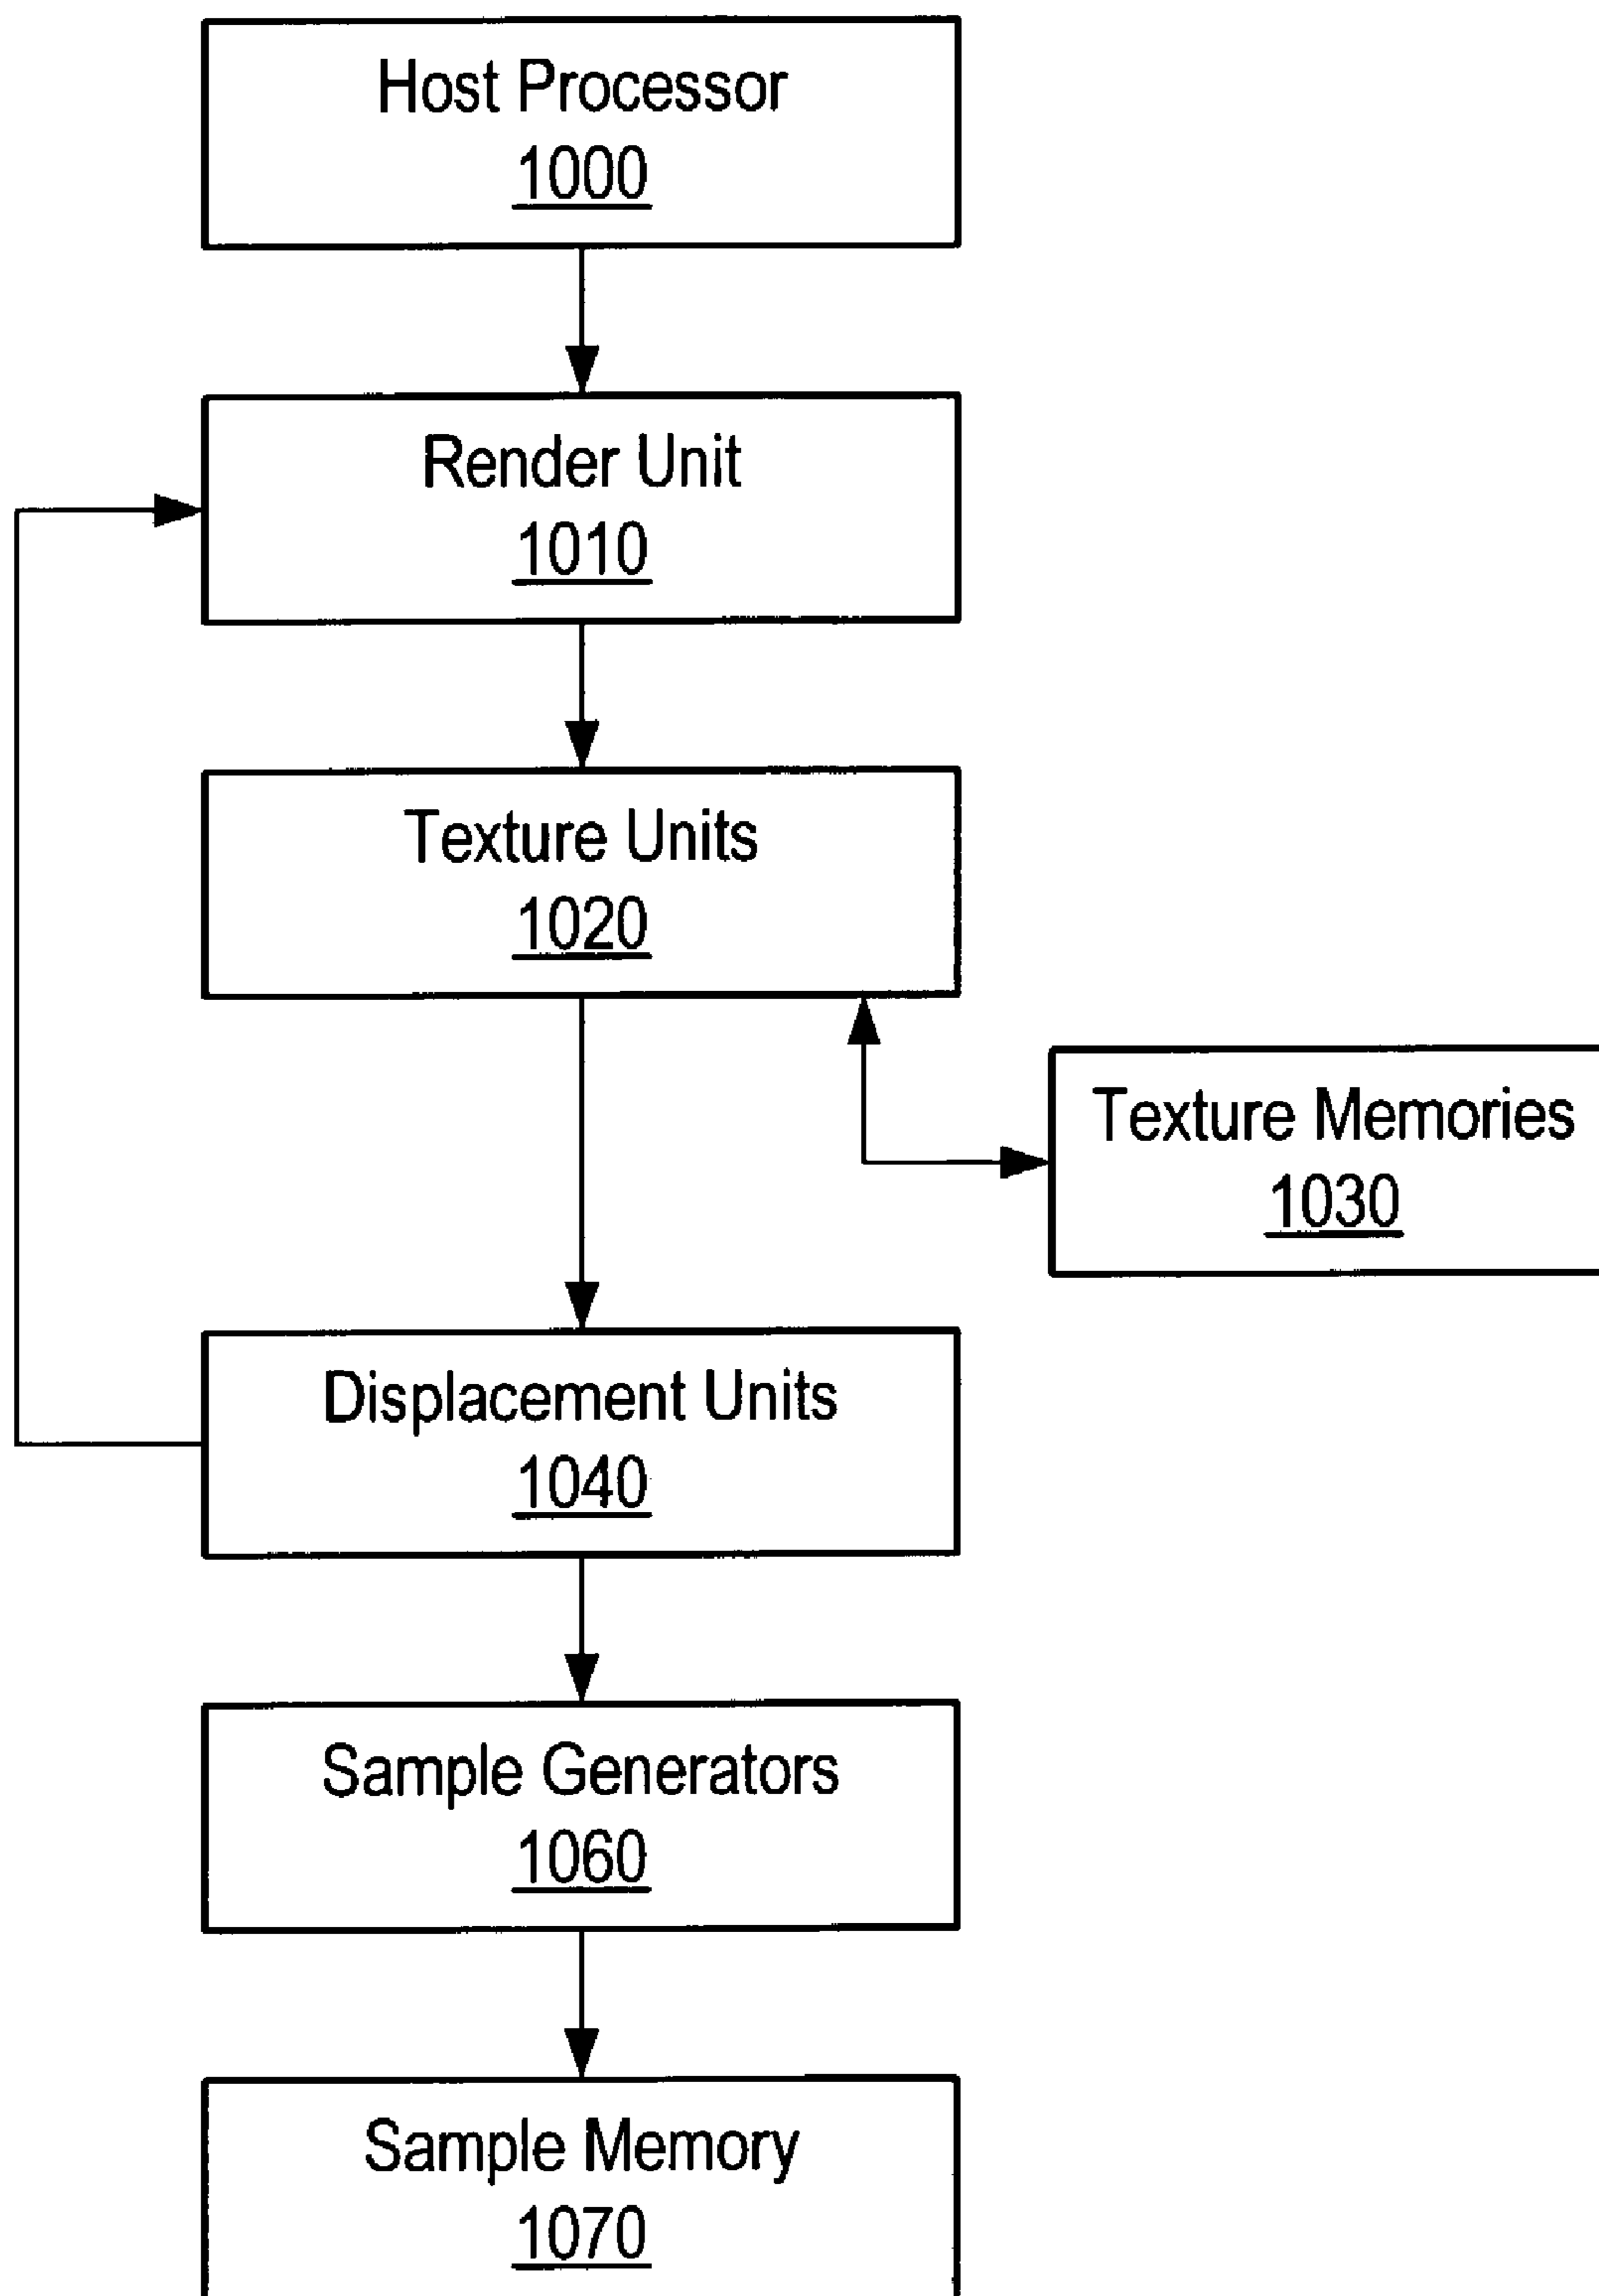 Host Processor
1000
Render Unit
1010
Texture Units
1020
Texture Memories
1030
Displacement Units
1040
Sample Generators
1060
Sample Memory
1070